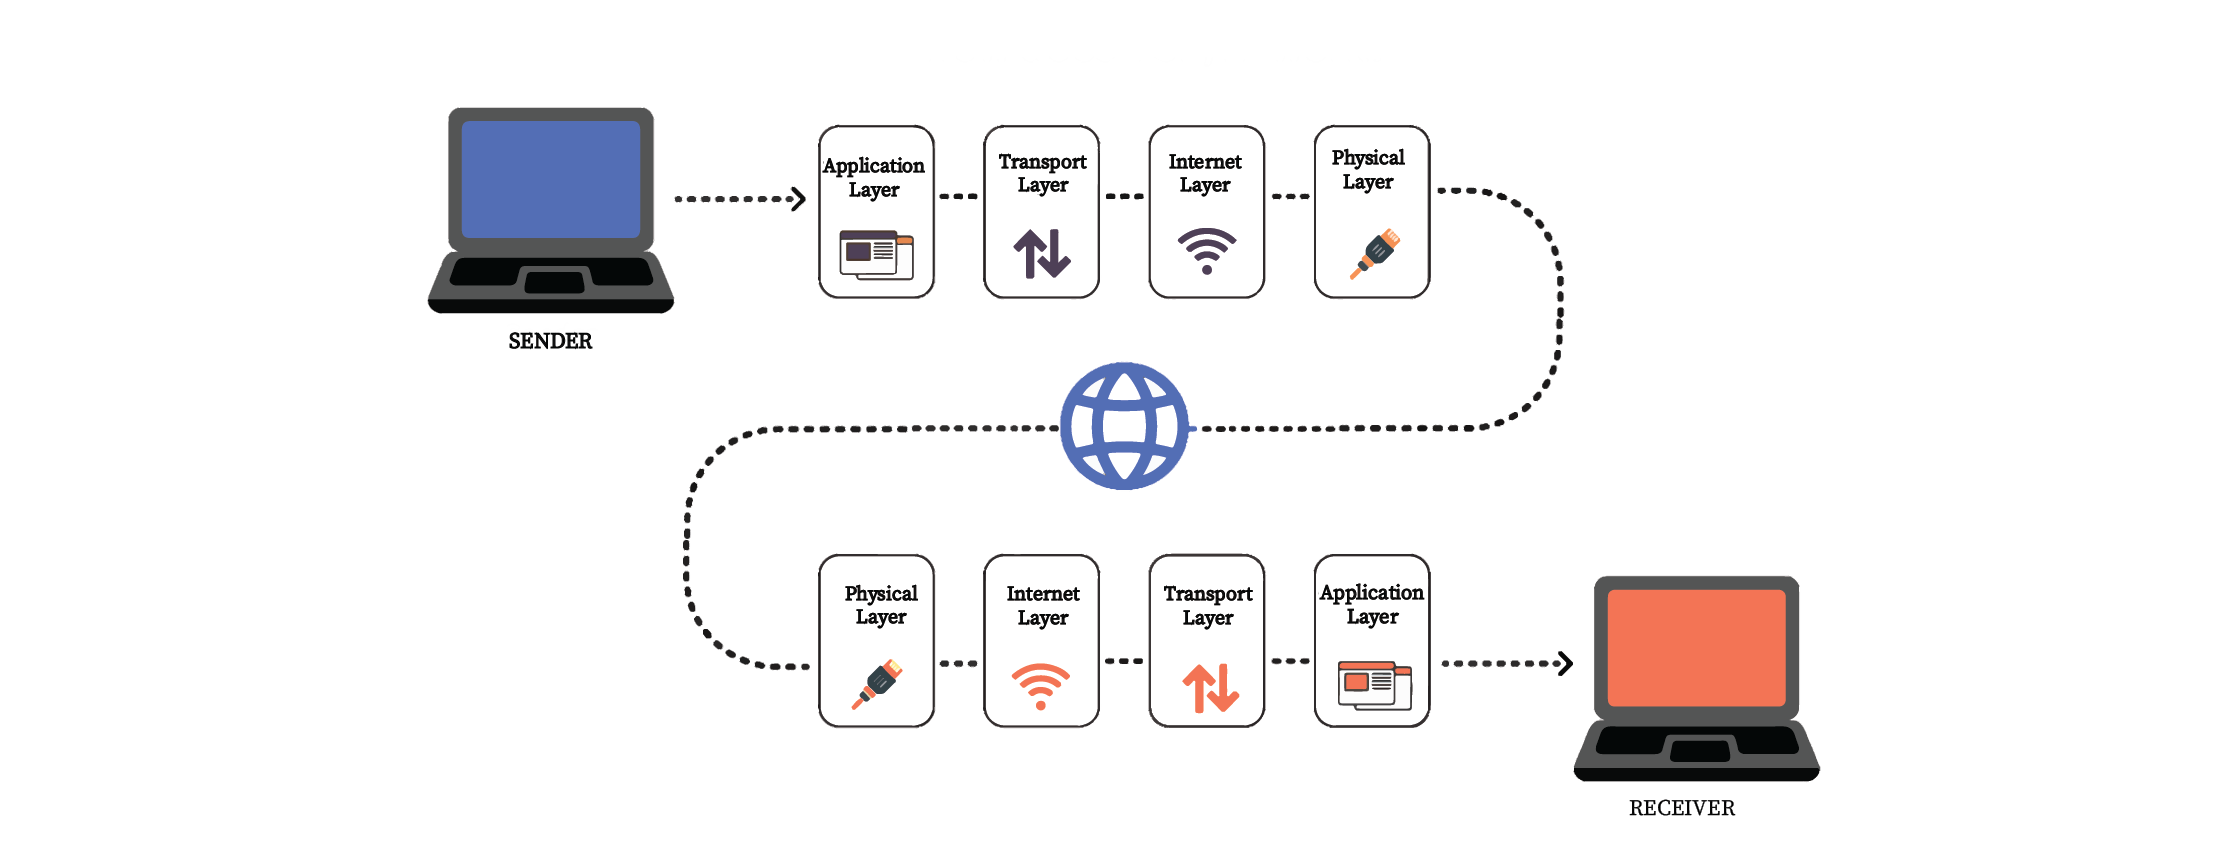 Application
Layer
Transport
Layer
Internet
Layer
Physical
Layer
SENDER
Physical
Layer
Internet
Layer
Transport
Layer
Application
Layer
RECEIVER